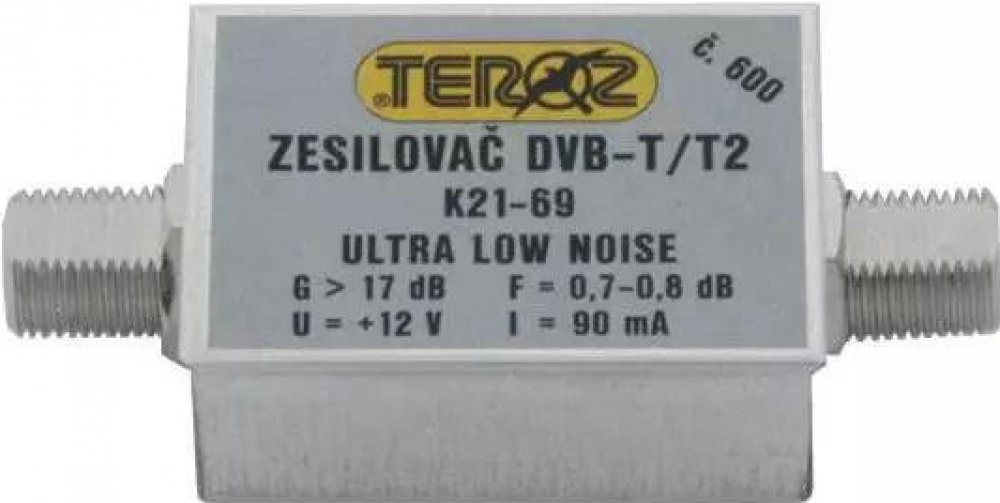 ®TEROZ
č. 600
ZESILOVAČ DVB-T/T2
K21-69
ULTRA LOW NOISE
G > 17 dB F = 0,7-0,8 dB
U = +12 V I = 90 mA